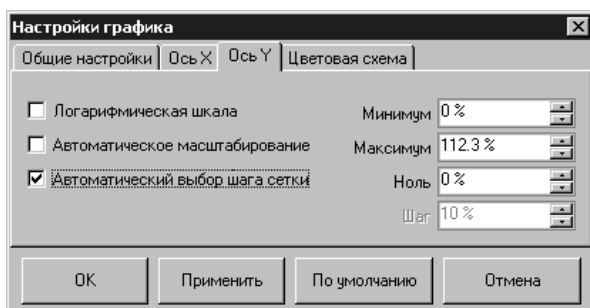 Настройки графика
Общие настройки Ось X Ось Y Цветовая схема
Логарифмическая шкала Минимум 0 %
Автоматическое масштабирование Максимум 112.3 %
Автоматический выбор шага сетки Ноль 0 %
Шаг 10 %
OK Применить По умолчанию Отмена